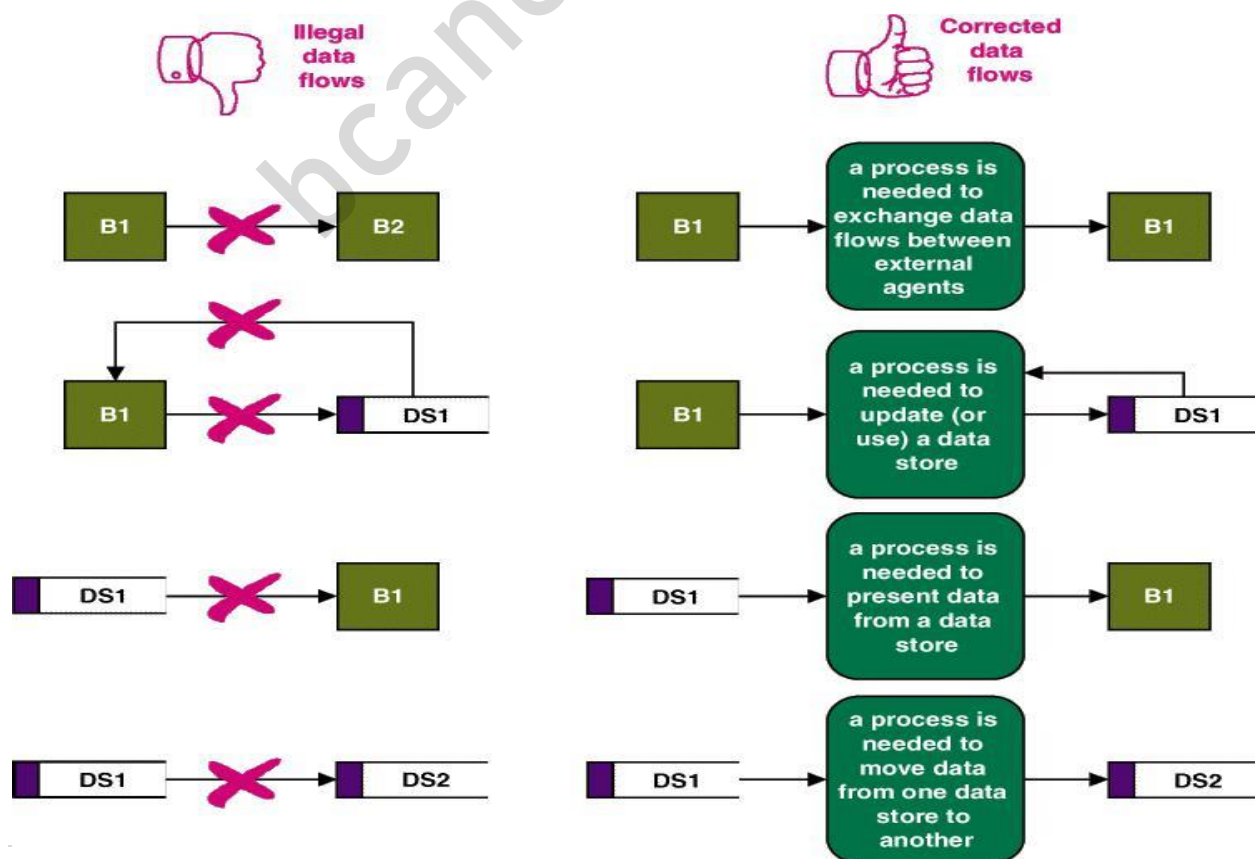 Illegal
data
flows
Corrected
data
flows
B1
B2
B1
a process is
needed to
exchange data
flows between
external
agents
B1
B1
DS1
B1
a process is
needed to
update (or
use) a data
store
DS1
DS1
B1
DS1
a process is
needed to
present data
from a data
store
B1
DS1
DS2
DS1
a process is
needed to
move data
from one data
store to
another
DS2